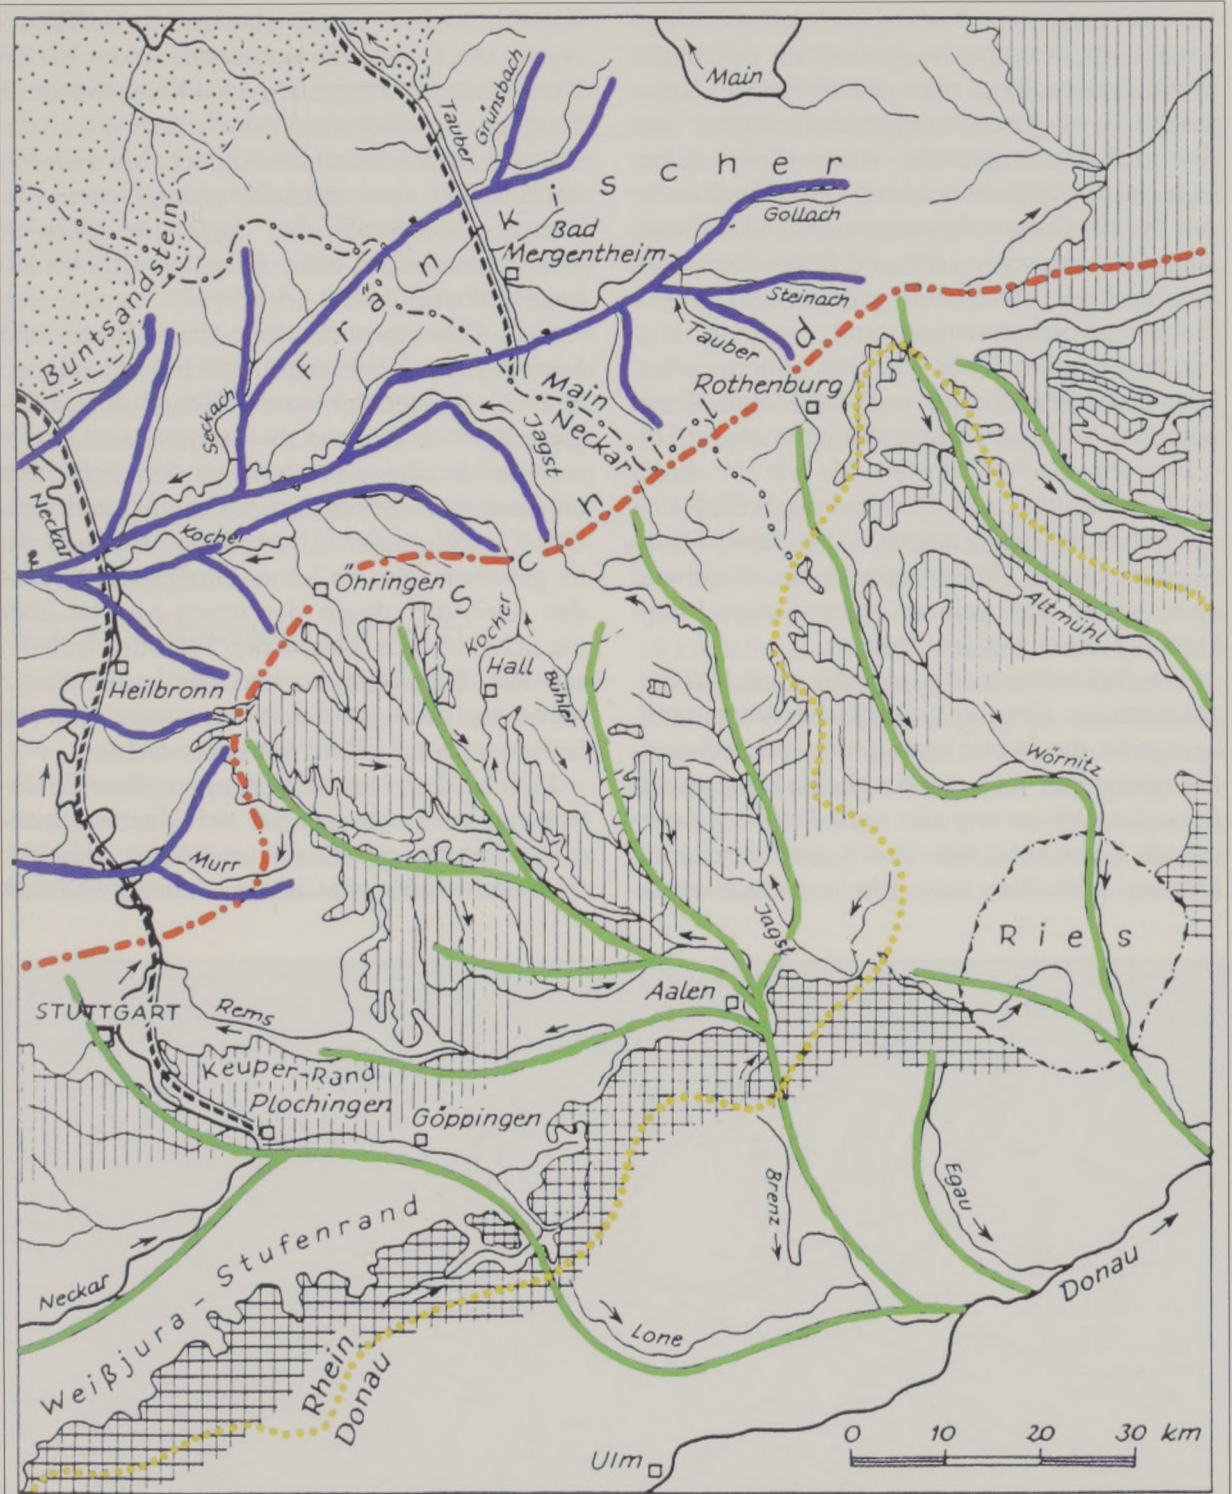 Main
Tauber
Grünsbach
Fränkischer Schild
Gollach
Bad
Mergentheim
Buntsandstein
Steinach
Tauber
Rothenburg
Main
Neckar
Seckach
Jagst
Neckar
Kocher
Öhringen
Altmühl
Kocher
Hall
Bühler
Heilbronn
Wörnitz
Murr
Jagst
Ries
Aalen
STUTTGART
Rems
Keuper-Rand
Plochingen
Göppingen
Brenz
Egau
Weißjura-Stufenrand
Neckar
Donau
Lone
Rhein
Donau
Ulm
0 10 20 30 km